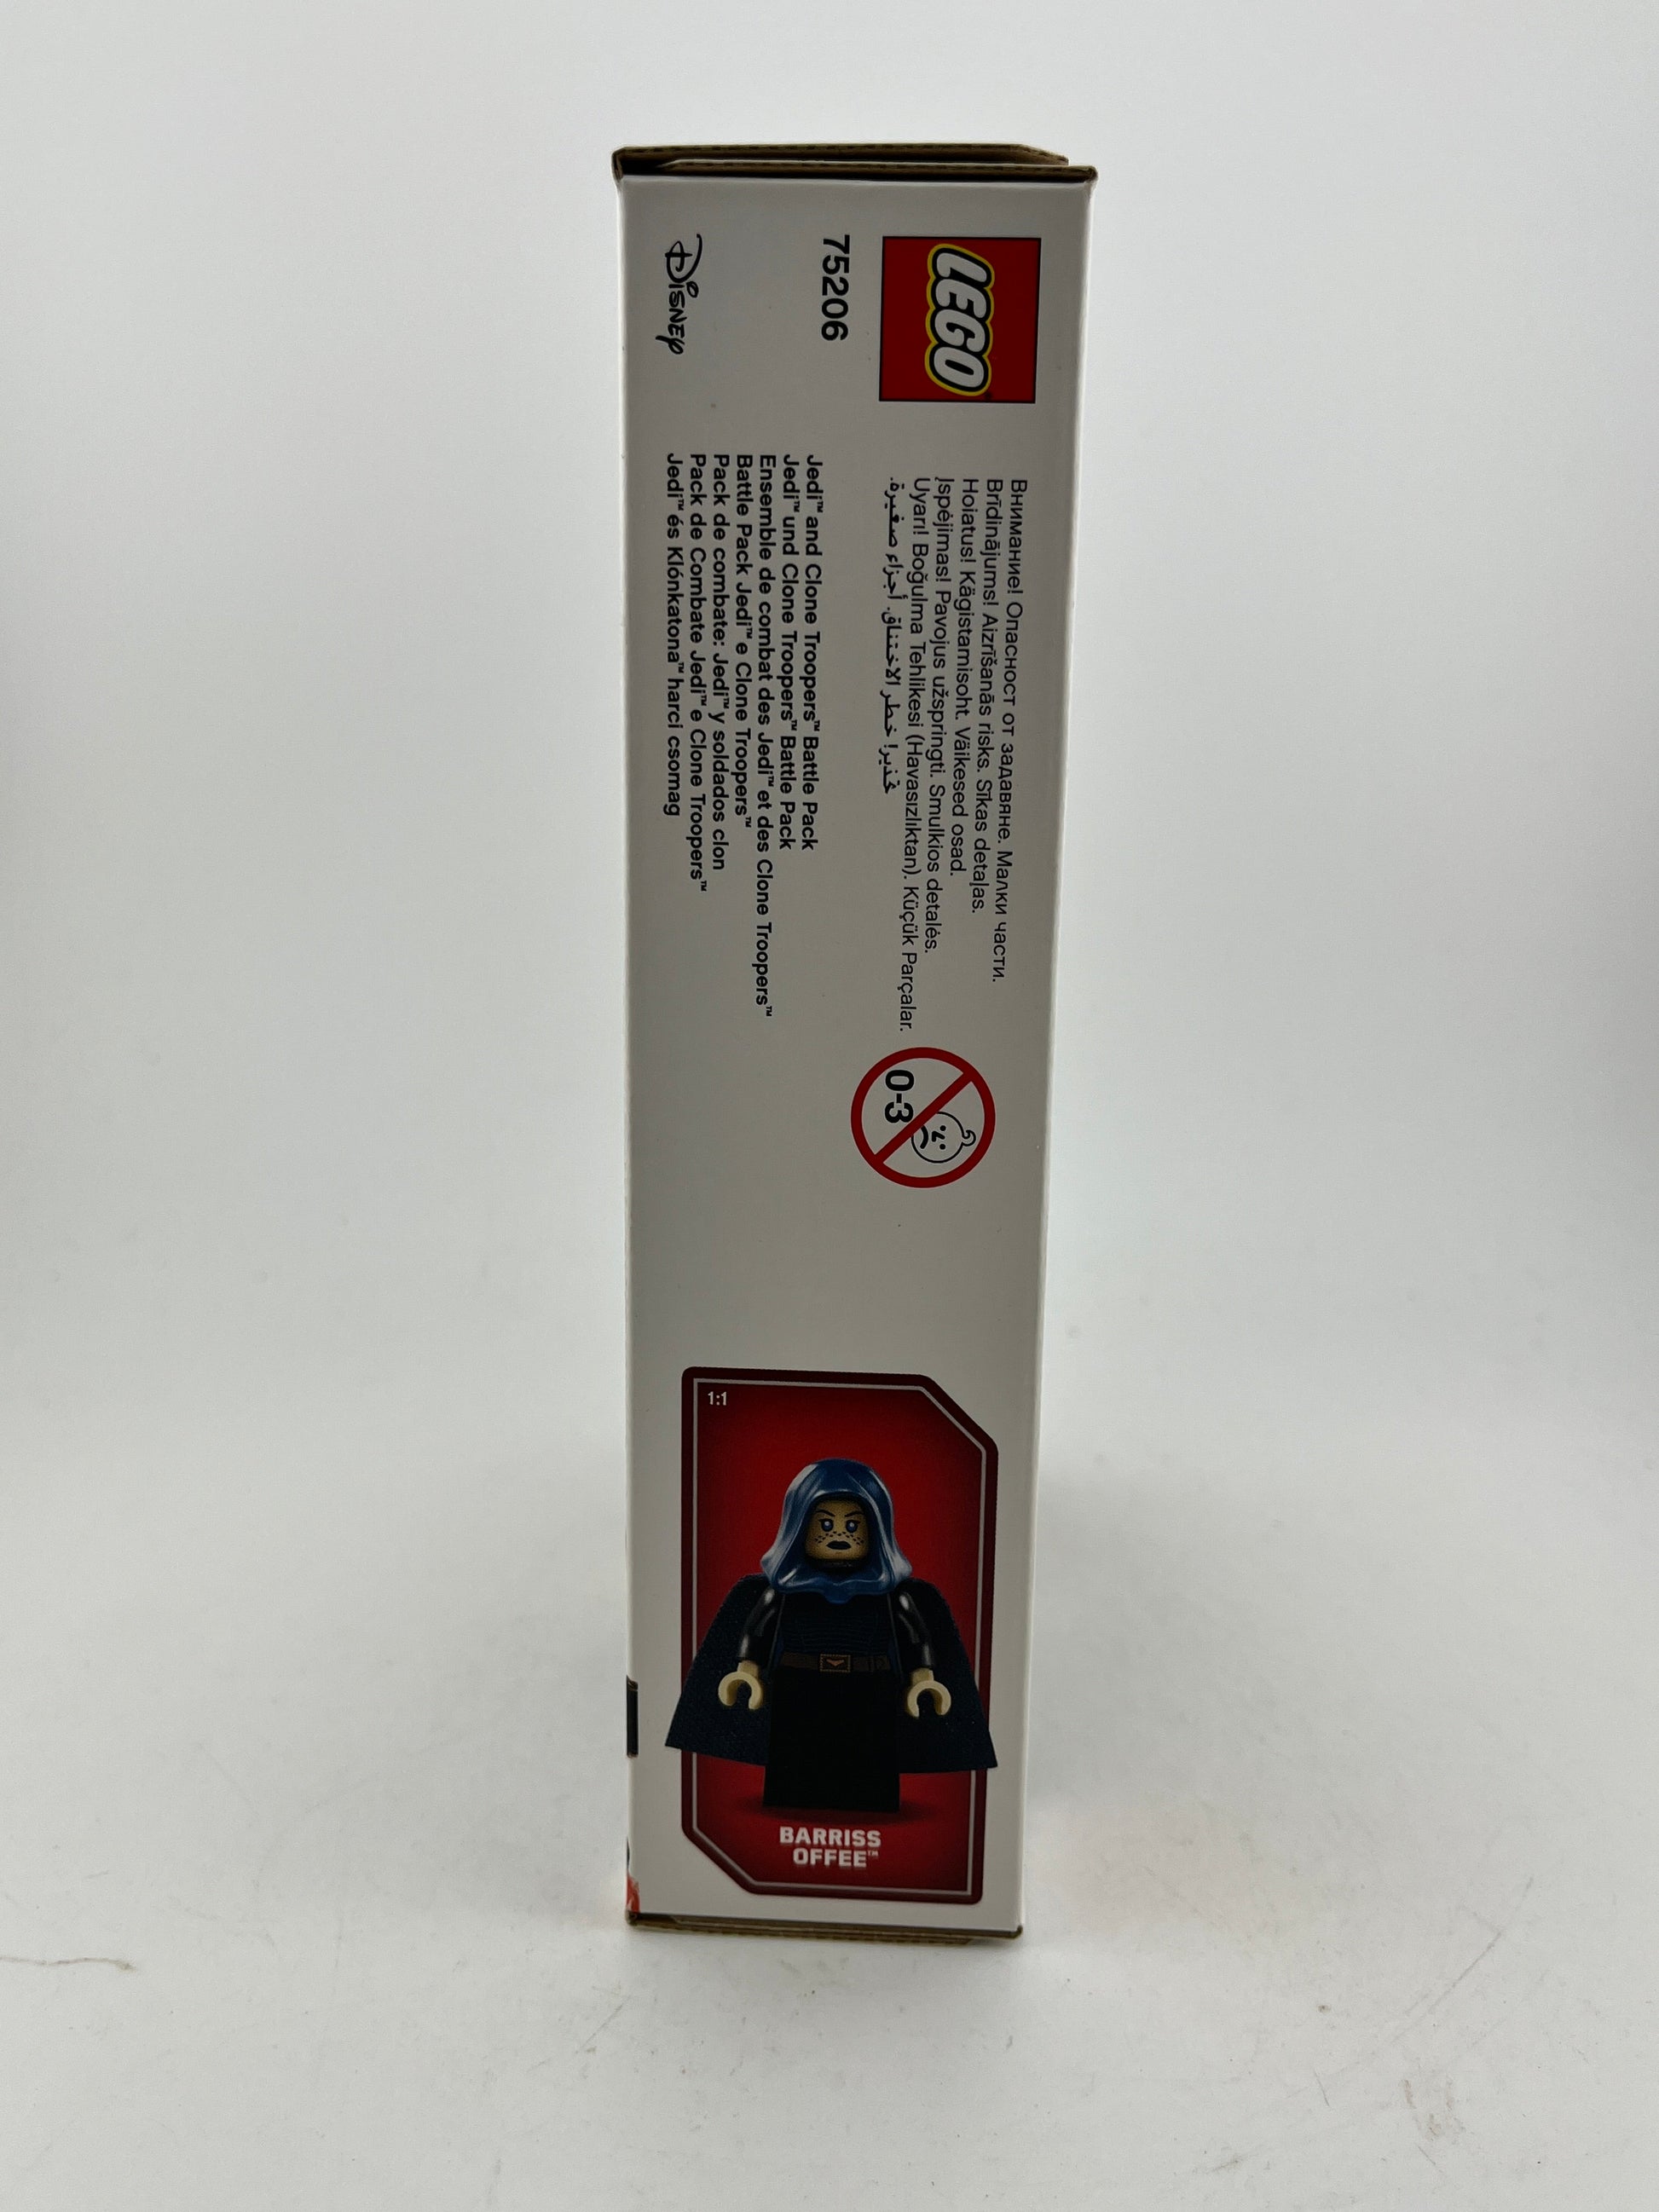 LEGO
75206
Disney
Внимание! Опасност от задавяне. Малки части.
Brīdinājums! Aizrīšanās risks. Sīkas detaļas.
Hoiatus! Kägistamisoht. Väikesed osad.
Įspėjimas! Pavojus užspringti. Smulkios detalės.
Uyarı! Boğulma Tehlikesi (Havasızlıktan). Küçük Parçalar.
تحذير! خطر الاختناق. أجزاء صغيرة.
Jedi™ and Clone Troopers™ Battle Pack
Jedi™ und Clone Troopers™ Battle Pack
Ensemble de combat des Jedi™ et des Clone Troopers™
Battle Pack Jedi™ e Clone Troopers™
Pack de combate: Jedi™ y soldados clon
Pack de Combate Jedi™ e Clone Troopers™
Jedi™ és Klónkatona™ harci csomag
0-3
1:1
BARRISS
OFFEE™